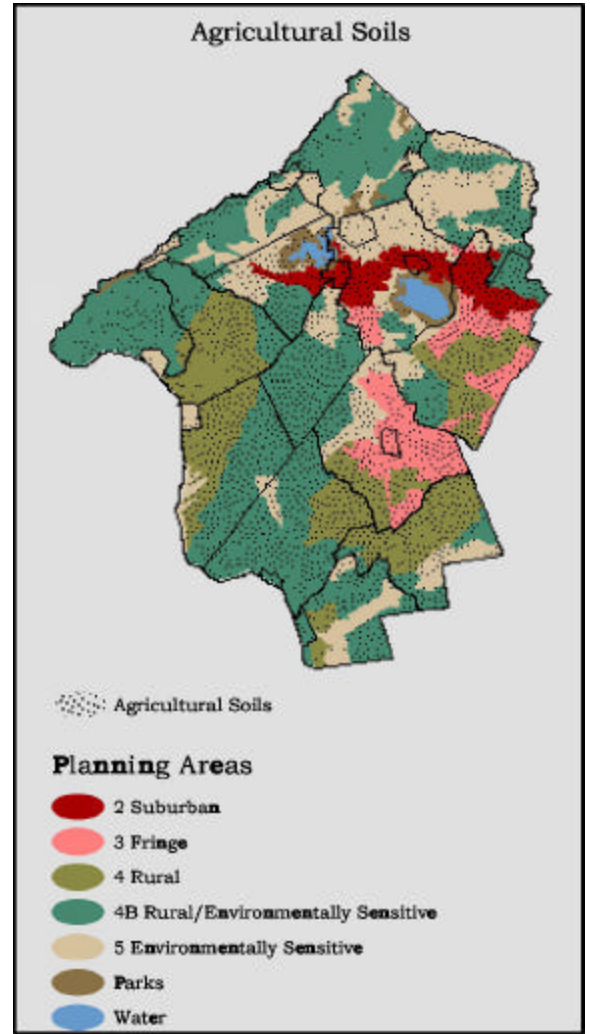 Agricultural Soils
Agricultural Soils
Planning Areas
2 Suburban
3 Fringe
4 Rural
4B Rural/Environmentally Sensitive
5 Environmentally Sensitive
Parks
Water